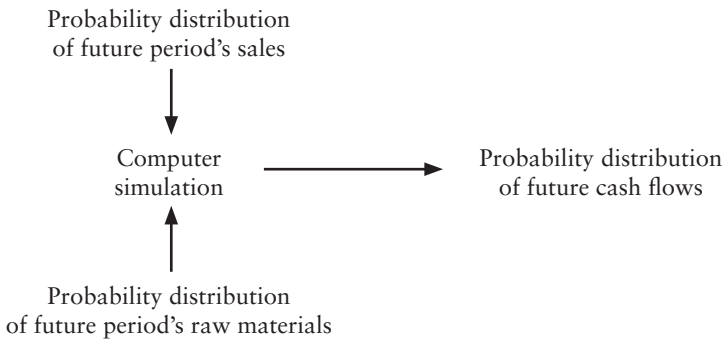 Probability distribution
of future period's sales
Computer
simulation
Probability distribution
of future cash flows
Probability distribution
of future period's raw materials